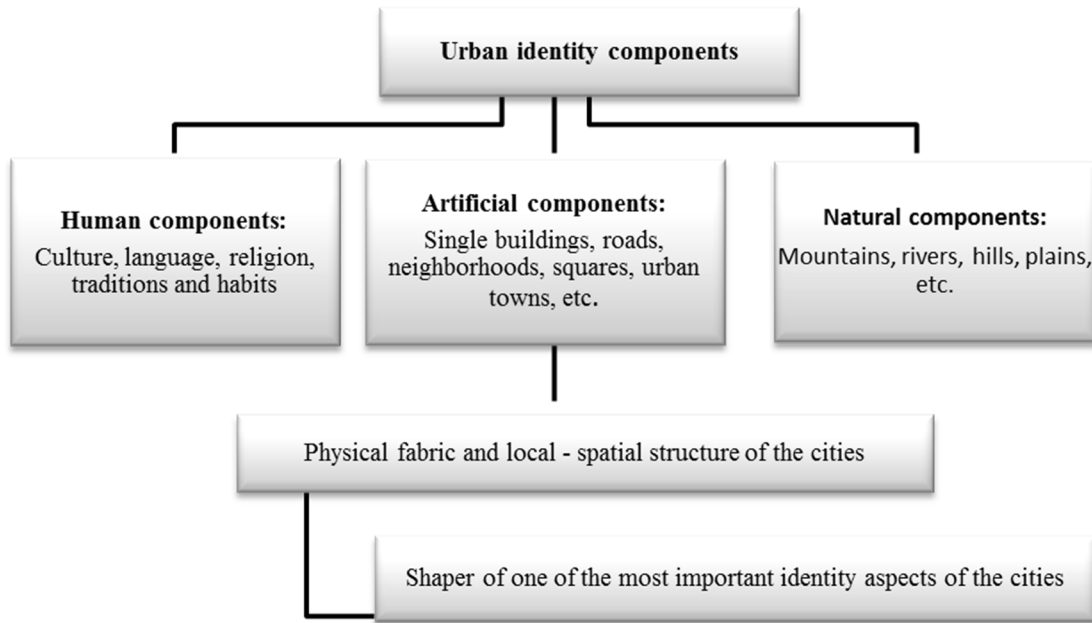 Urban identity components
Human components:
Culture, language, religion,
traditions and habits
Artificial components:
Single buildings, roads,
neighborhoods, squares, urban
towns, etc.
Natural components:
Mountains, rivers, hills, plains,
etc.
Physical fabric and local - spatial structure of the cities
Shaper of one of the most important identity aspects of the cities